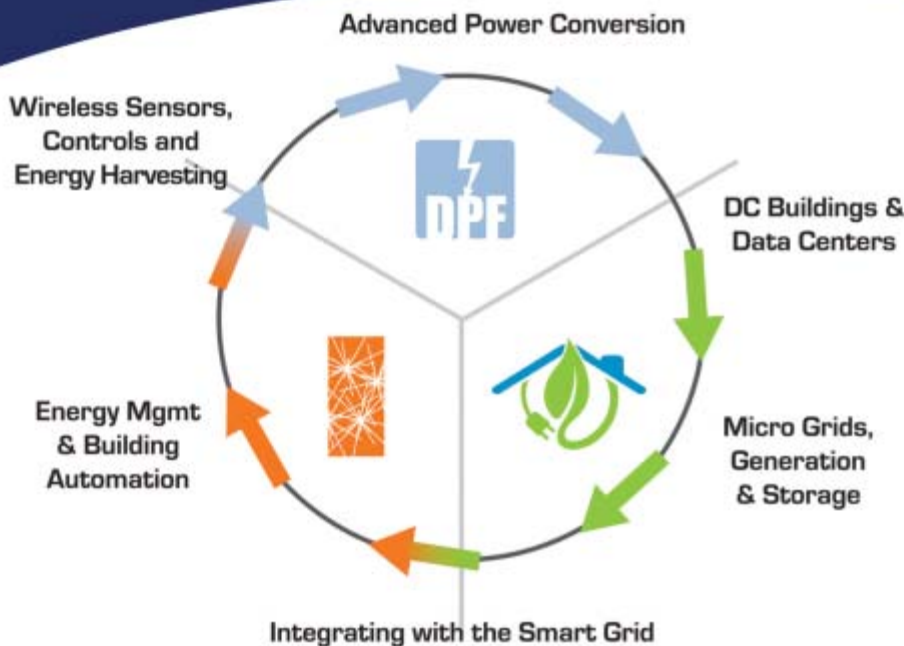 Advanced Power Conversion
Wireless Sensors,
Controls and
Energy Harvesting
DPF
DC Buildings &
Data Centers
Energy Mgmt
& Building
Automation
Micro Grids,
Generation
& Storage
Integrating with the Smart Grid